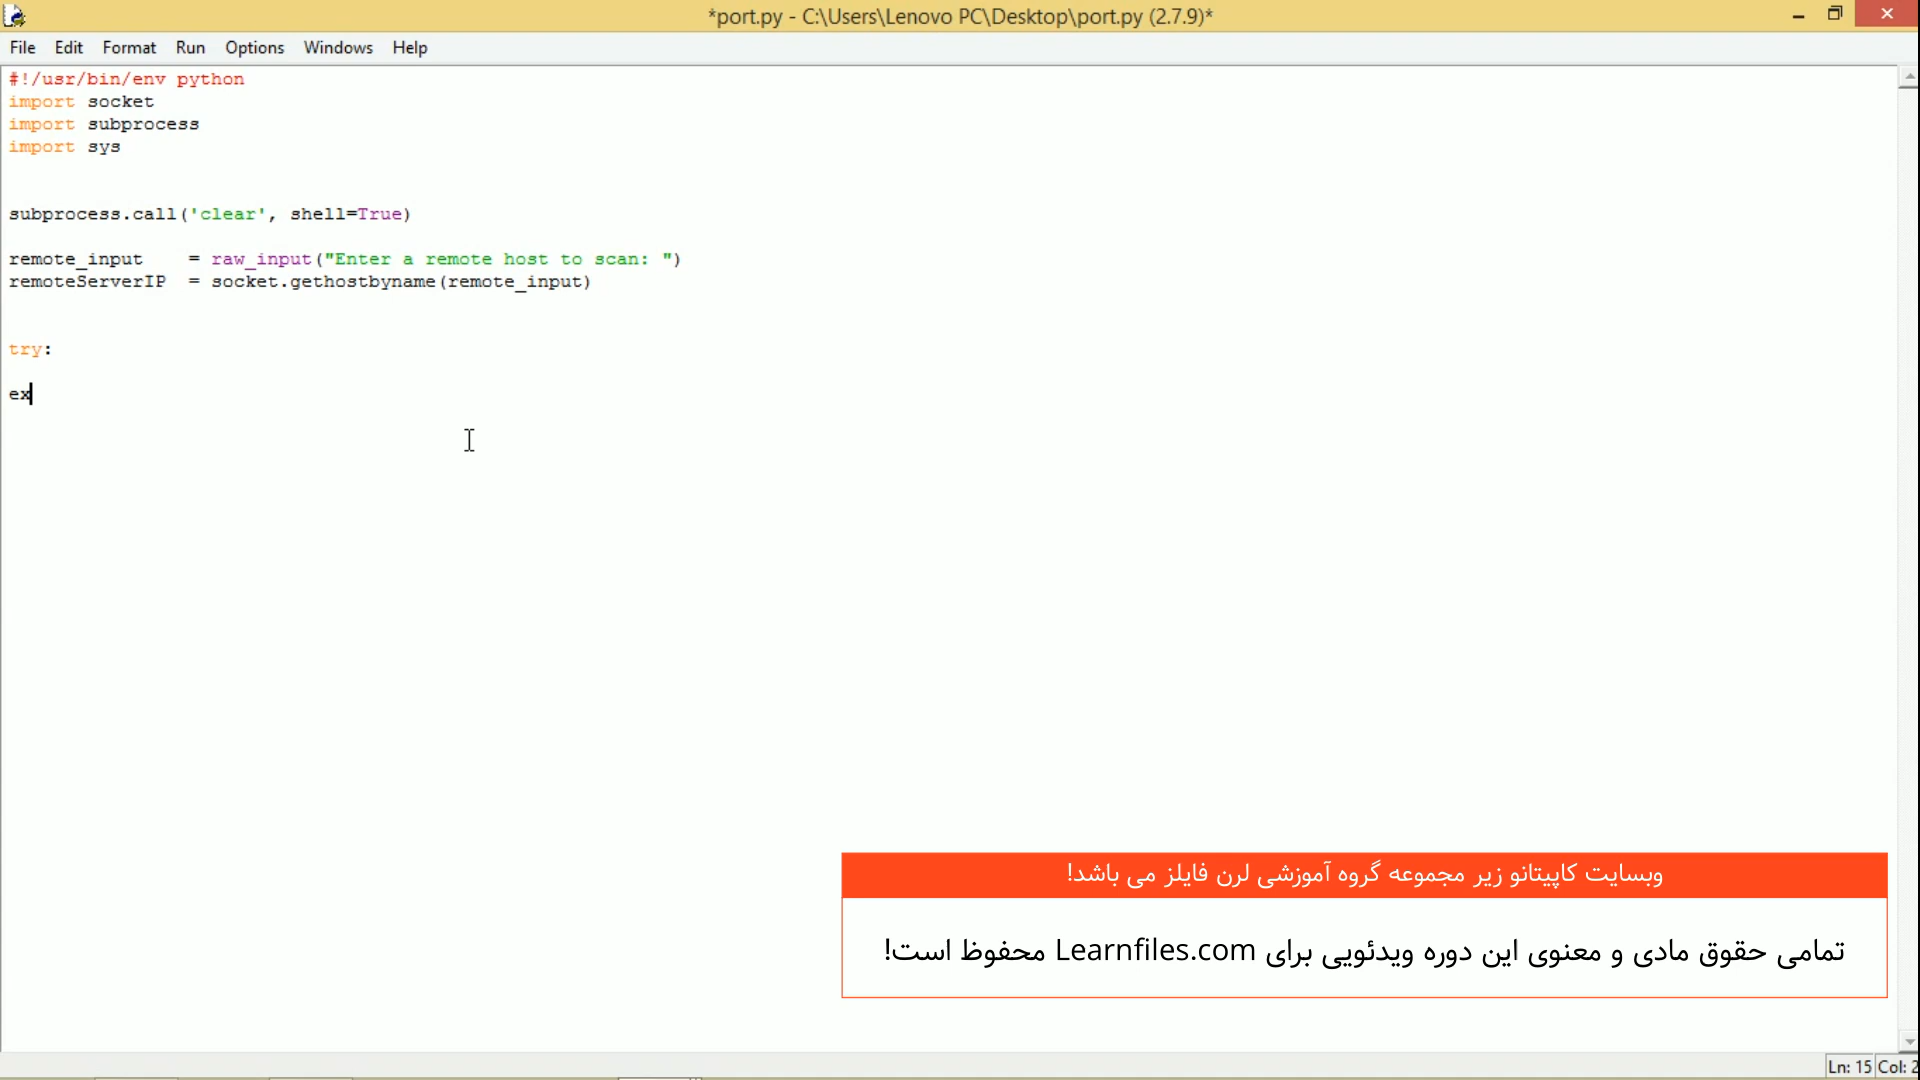 *port.py - C:\Users\Lenovo PC\Desktop\port.py (2.7.9)*
File Edit Format Run Options Windows Help
#!/usr/bin/env python
import socket
import subprocess
import sys
subprocess.call('clear', shell=True)
remote_input    = raw_input("Enter a remote host to scan: ")
remoteServerIP  = socket.gethostbyname(remote_input)
try:
ex
وبسایت کاپیتانو زیر مجموعه گروه آموزشی لرن فایلز می باشد!
تمامی حقوق مادی و معنوی این دوره ویدئویی برای Learnfiles.com محفوظ است!
Ln: 15 Col: 2